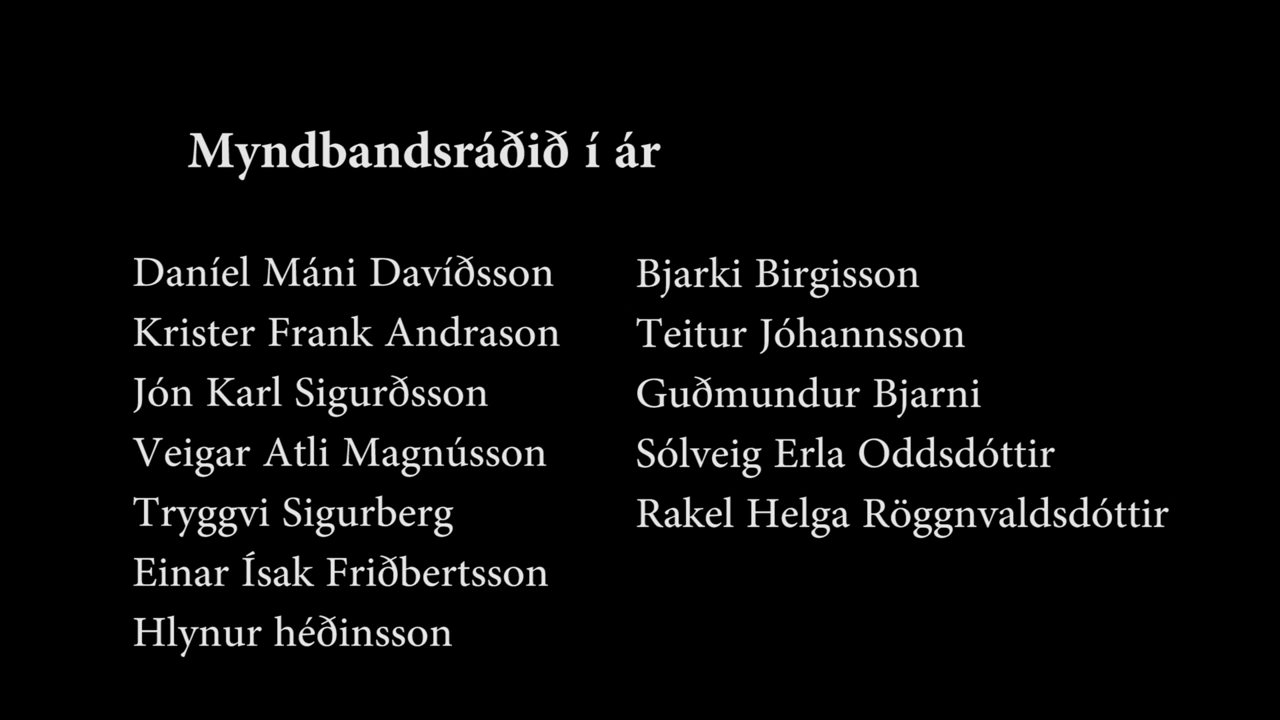 Myndbandsráðið í ár
Daníel Máni Davíðsson
Krister Frank Andrason
Jón Karl Sigurðsson
Veigar Atli Magnússon
Tryggvi Sigurberg
Einar Ísak Friðbertsson
Hlynur héðinsson
Bjarki Birgisson
Teitur Jóhannsson
Guðmundur Bjarni
Sólveig Erla Oddsdóttir
Rakel Helga Röggnvaldsdóttir